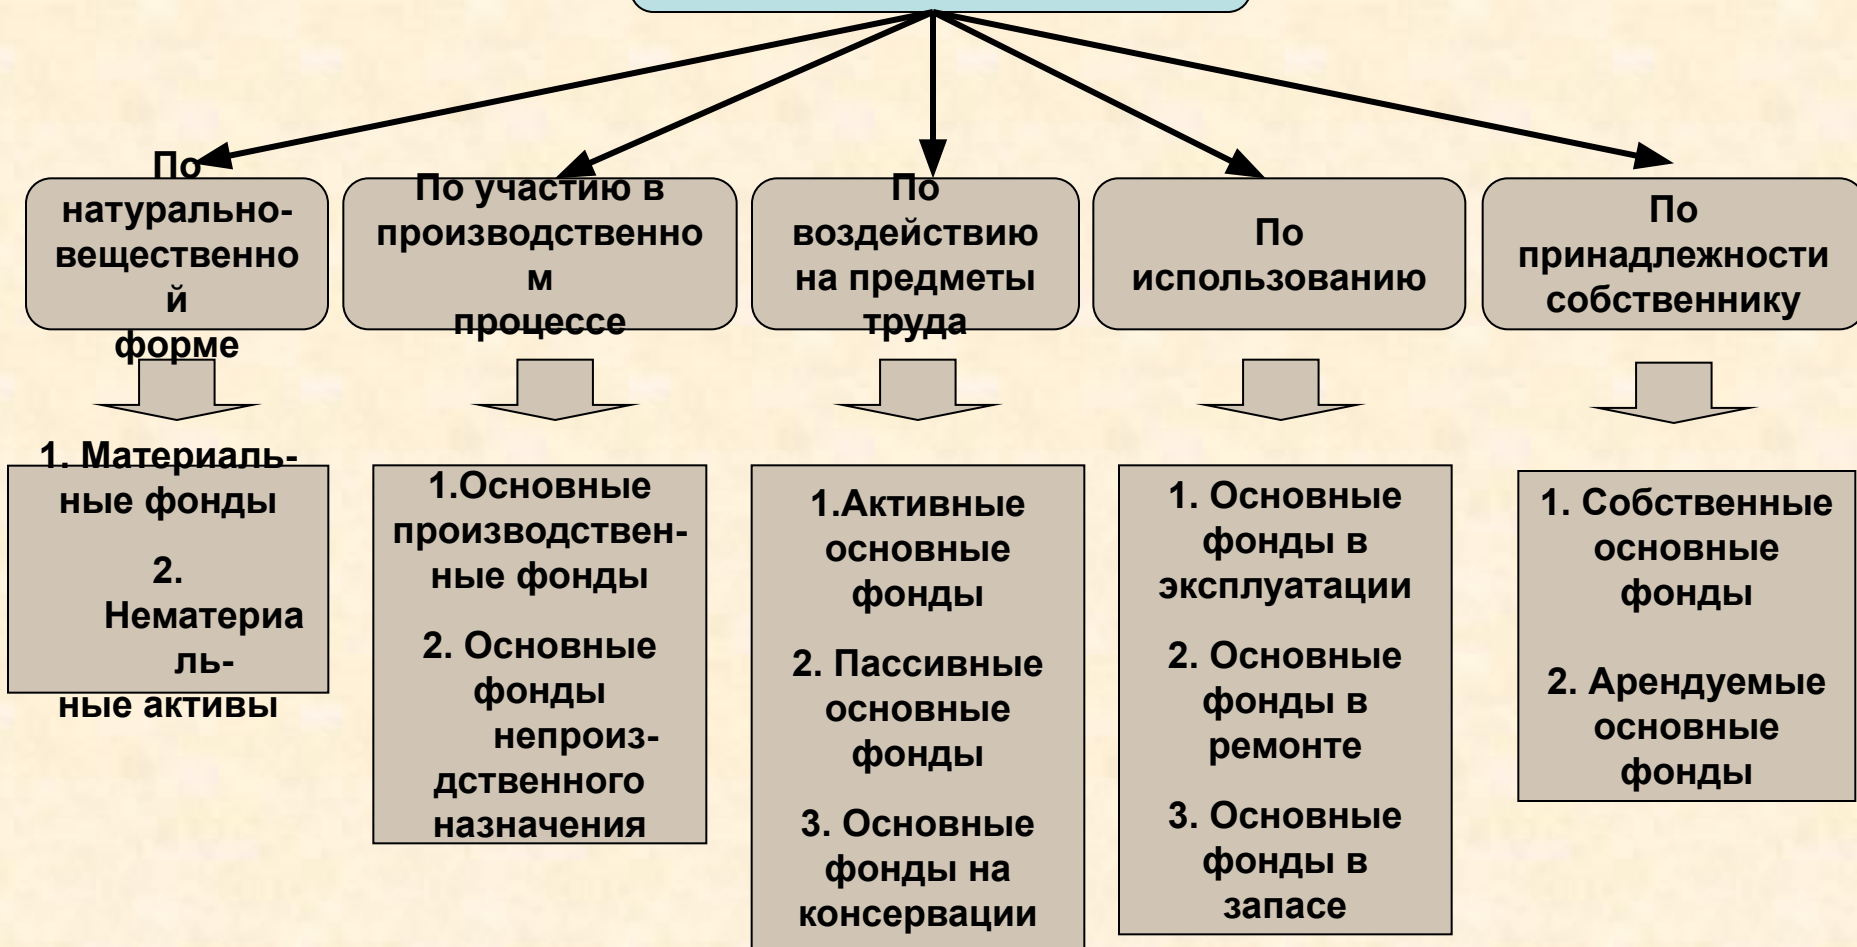 По
натурально-
вещественно
й
форме
По участию в
производственно
м
процессе
По
воздействию
на предметы
труда
По
использованию
По
принадлежности
собственнику
1. Материаль-
ные фонды
2.
Нематериа
ль-
ные активы
1.Основные
производствен-
ные фонды
2. Основные
фонды
непроиз-
дственного
назначения
1.Активные
основные
фонды
2. Пассивные
основные
фонды
3. Основные
фонды на
консервации
1. Основные
фонды в
эксплуатации
2. Основные
фонды в
ремонте
3. Основные
фонды в
запасе
1. Собственные
основные
фонды
2. Арендуемые
основные
фонды